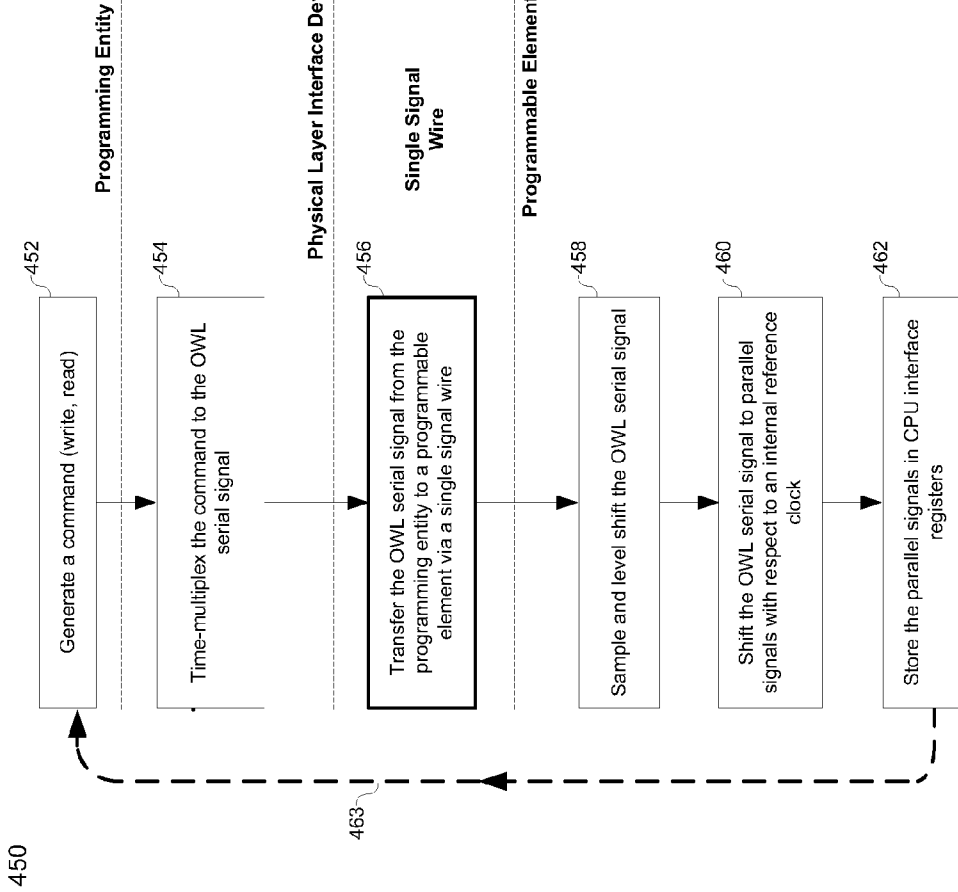 450
452
Generate a command (write, read)
Programming Entity
454
Time-multiplex the command to the OWL
serial signal
Physical Layer Interface Dev
456
Transfer the OWL serial signal from the
programming entity to a programmable
element via a single signal wire
Single Signal
Wire
Programmable Element
458
Sample and level shift the OWL serial signal
460
Shift the OWL serial signal to parallel
signals with respect to an internal reference
clock
462
Store the parallel signals in CPU interface
registers
463